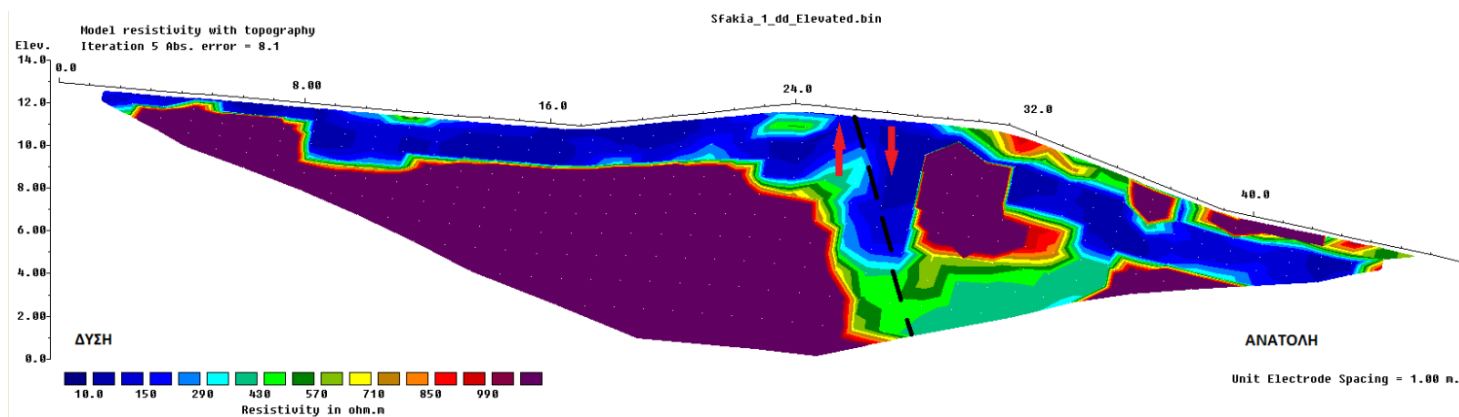 Sfakia_1_dd_Elevated.bin
Model resistivity with topography
Iteration 5 Abs. error = 8.1
Elev.
14.0
0.0
8.00
24.0
12.0
16.0
32.0
10.0
8.00
40.0
6.00
4.00
2.00
ΔΥΣΗ
ΑΝΑΤΟΛΗ
0.0
10.0 150 290 430 570 710 850 990
Unit Electrode Spacing = 1.00 m.
Resistivity in ohm.m